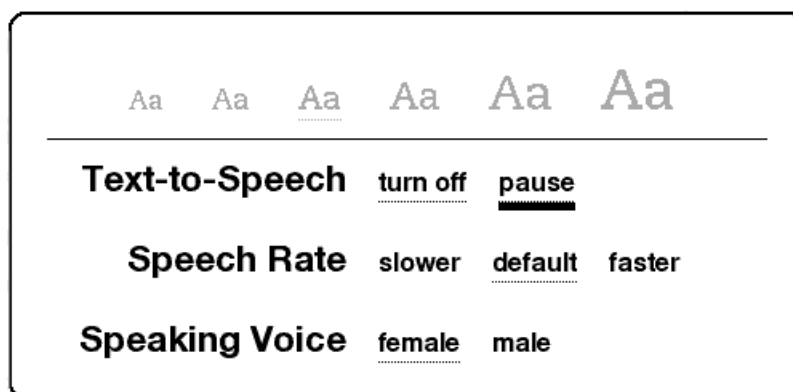 Aa Aa Aa Aa Aa Aa
Text-to-Speech turn off pause
Speech Rate slower default faster
Speaking Voice female male